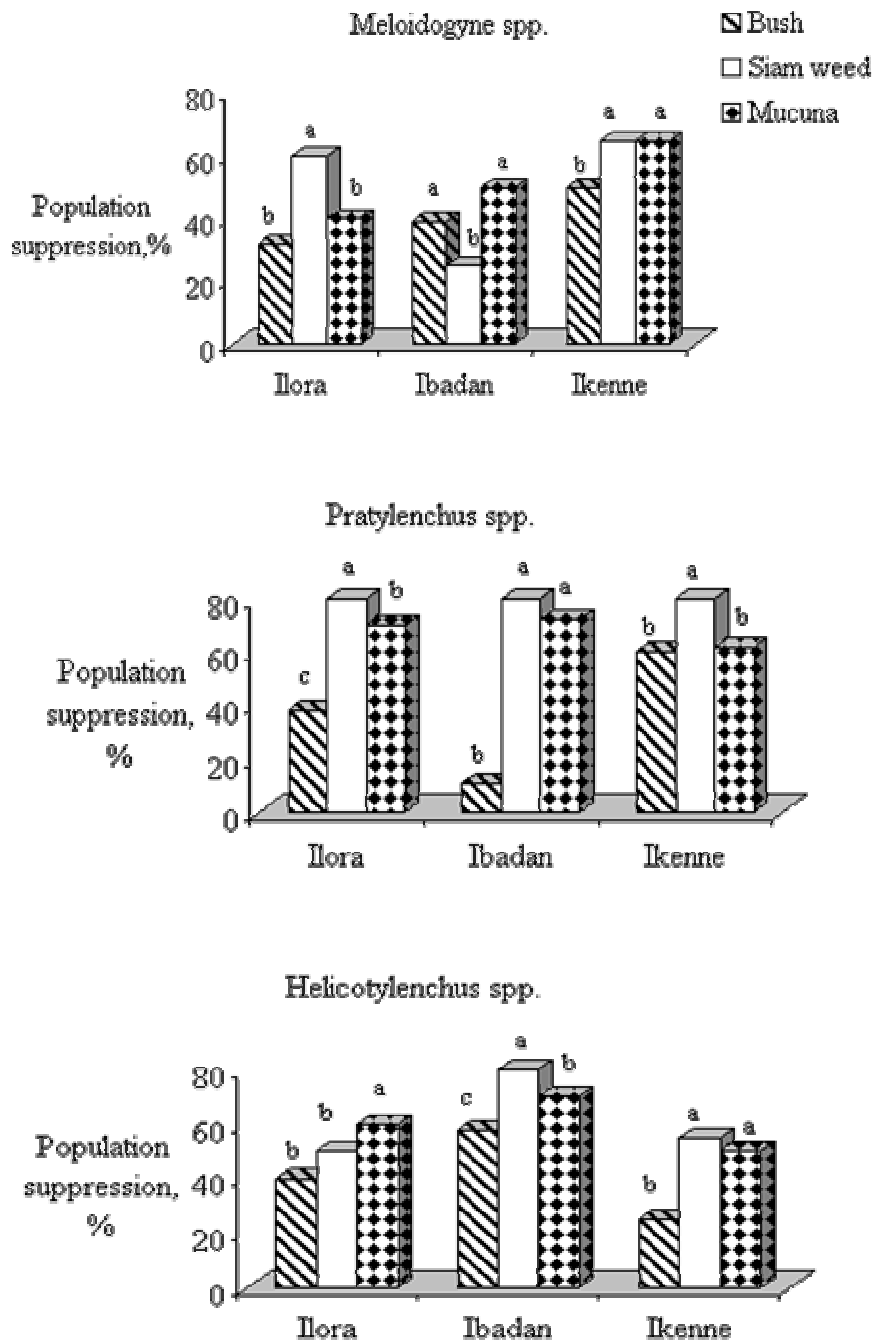 Meloidogyne spp.
Bush
Siam weed
Mucuna
Population
suppression,%
80
60
40
20
0
b
a
b
a
b
a
b
a
a
Ilora
Ibadan
Ikenne
Pratylenchus spp.
Population
suppression,
%
80
60
40
20
0
c
a
b
b
a
a
b
a
b
Ilora
Ibadan
Ikenne
Helicotylenchus spp.
Population
suppression,
%
80
60
40
20
0
b
b
a
c
a
b
b
a
a
Ilora
Ibadan
Ikenne